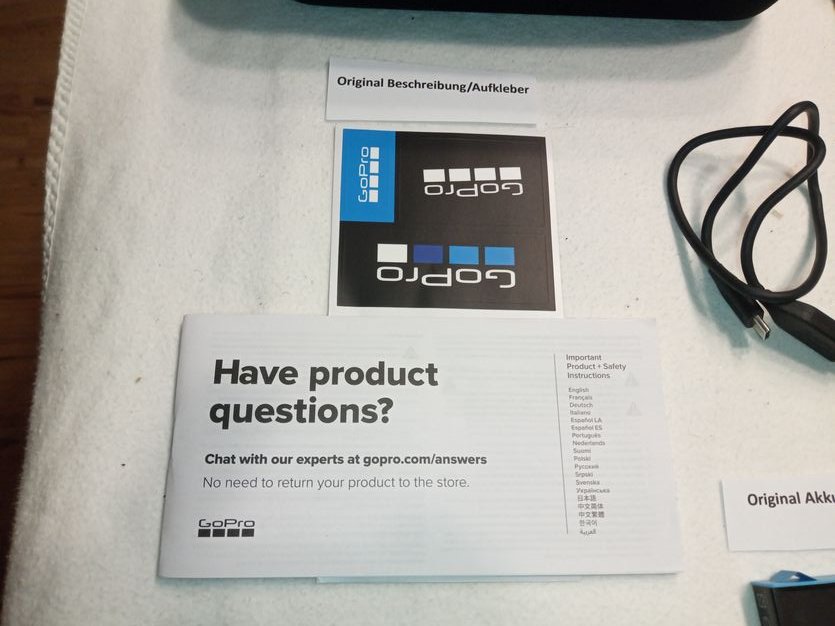 Original Beschreibung/Aufkleber
GoPro
GoPro
GoPro
Have product
questions?
Chat with our experts at gopro.com/answers
No need to return your product to the store.
GoPro
Important
Product + Safety
Instructions
English
Français
Deutsch
Italiano
Español LA
Español ES
Português
Nederlands
Suomi
Polski
Русский
Srpski
Svenska
Українська
日本語
中文简体
中文繁體
한국어
العربية
Original Akku